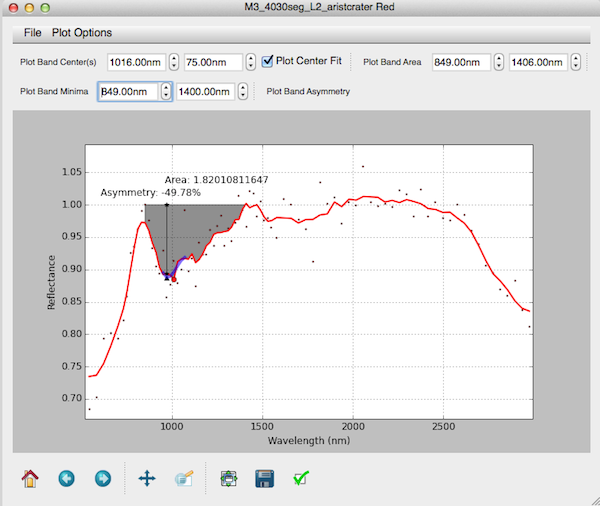 M3_4030seg_L2_aristcrater Red
File Plot Options
Plot Band Center(s) 1016.00nm 75.00nm Plot Center Fit Plot Band Area 849.00nm 1406.00nm
Plot Band Minima 849.00nm 1400.00nm Plot Band Asymmetry
Area: 1.82010811647
Asymmetry: -49.78%
1.05
1.00
0.95
0.90
0.85
0.80
0.75
0.70
Reflectance
1000 1500 2000 2500
Wavelength (nm)